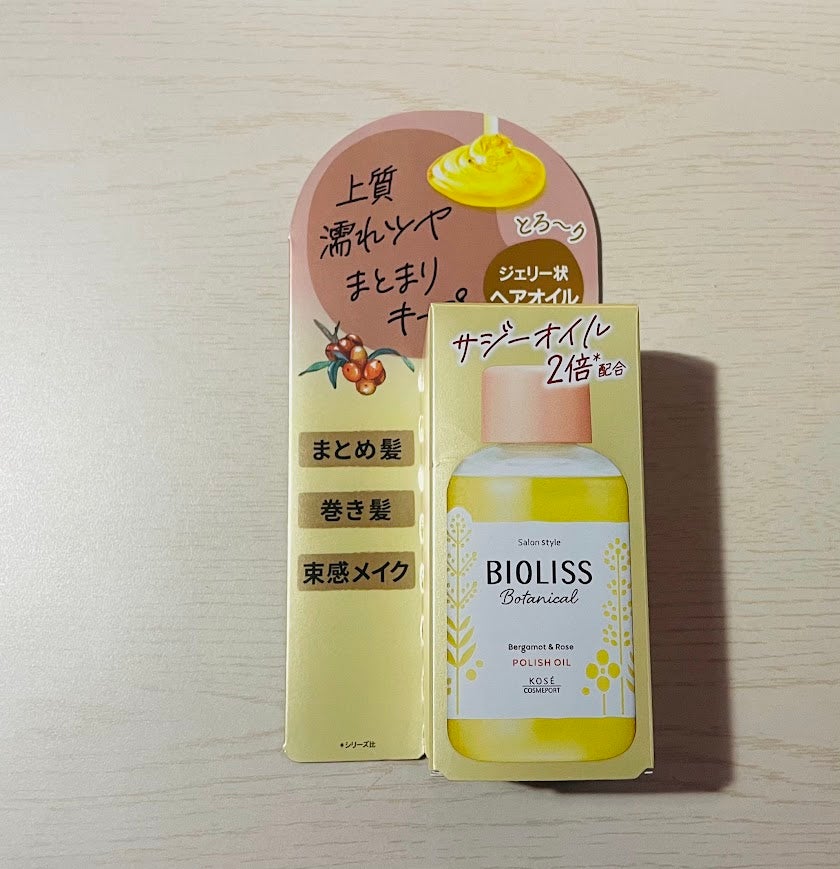 上質
濡れツヤ
まとまり
キープ
とろ〜り
ジェリー状
ヘアオイル
サジーオイル
2倍*配合
まとめ髪
巻き髪
束感メイク
*シリーズ比
Salon style
BIOLISS
Botanical
Bergamot & Rose
POLISH OIL
KOSÉ
COSMEPORT